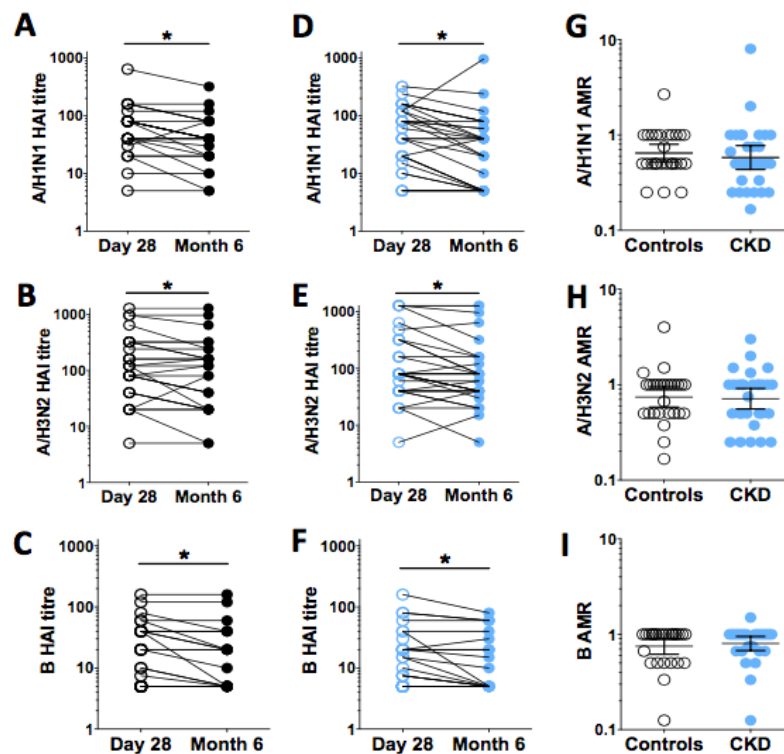 A
A/H1N1 HAI titre
1000
100
10
1
*
Day 28 Month 6
D
A/H1N1 HAI titre
1000
100
10
1
*
Day 28 Month 6
G
A/H1N1 AMR
10
1
0.1
Controls CKD
B
A/H3N2 HAI titre
1000
100
10
1
*
Day 28 Month 6
E
A/H3N2 HAI titre
1000
100
10
1
*
Day 28 Month 6
H
A/H3N2 AMR
10
1
0.1
Controls CKD
C
B HAI titre
1000
100
10
1
*
Day 28 Month 6
F
B HAI titre
1000
100
10
1
*
Day 28 Month 6
I
B AMR
10
1
0.1
Controls CKD